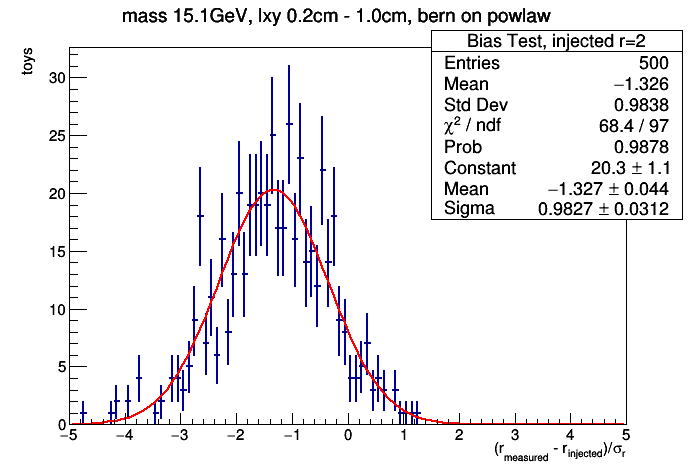 mass 15.1GeV, lxy 0.2cm - 1.0cm, bern on powlaw
Bias Test, injected r=2
Entries 500
Mean −1.326
Std Dev 0.9838
χ² / ndf 68.4 / 97
Prob 0.9878
Constant 20.3 ± 1.1
Mean −1.327 ± 0.044
Sigma 0.9827 ± 0.0312
toys
30
25
20
15
10
5
0
−5 −4 −3 −2 −1 0 1 2 3 4 5
(r_measured - r_injected)/σ_r